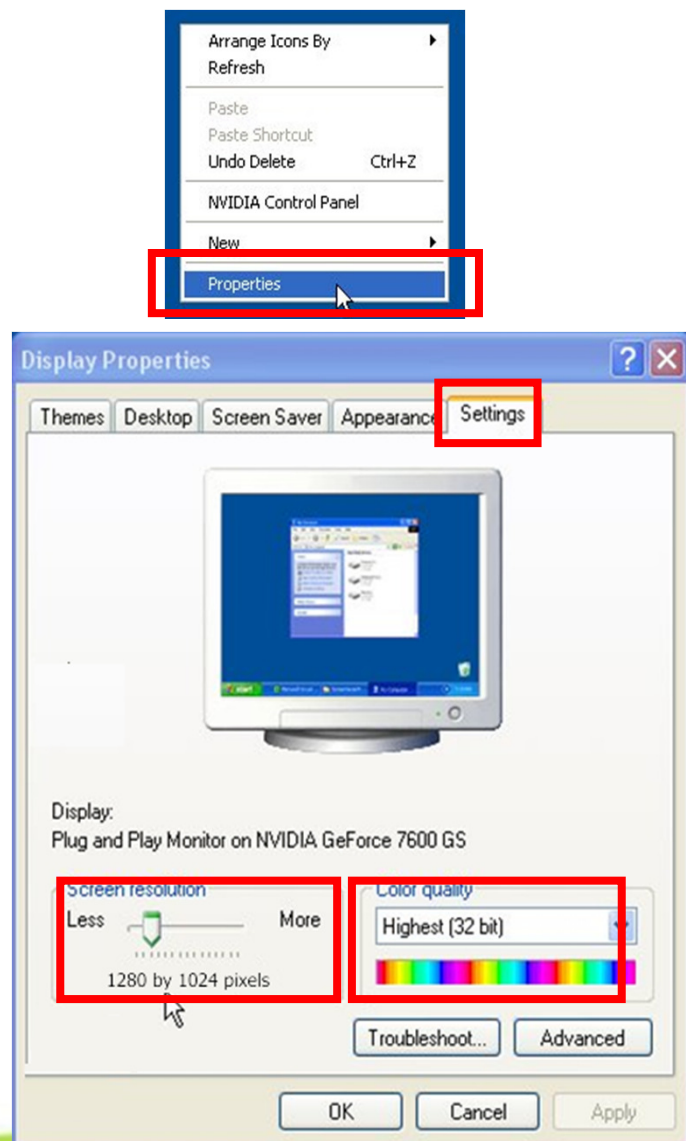 Arrange Icons By
Refresh
Paste
Paste Shortcut
Undo Delete Ctrl+Z
NVIDIA Control Panel
New
Properties
Display Properties
Themes Desktop Screen Saver Appearance Settings
Display:
Plug and Play Monitor on NVIDIA GeForce 7600 GS
Screen resolution
Less More
1280 by 1024 pixels
Color quality
Highest (32 bit)
Troubleshoot... Advanced
OK Cancel Apply